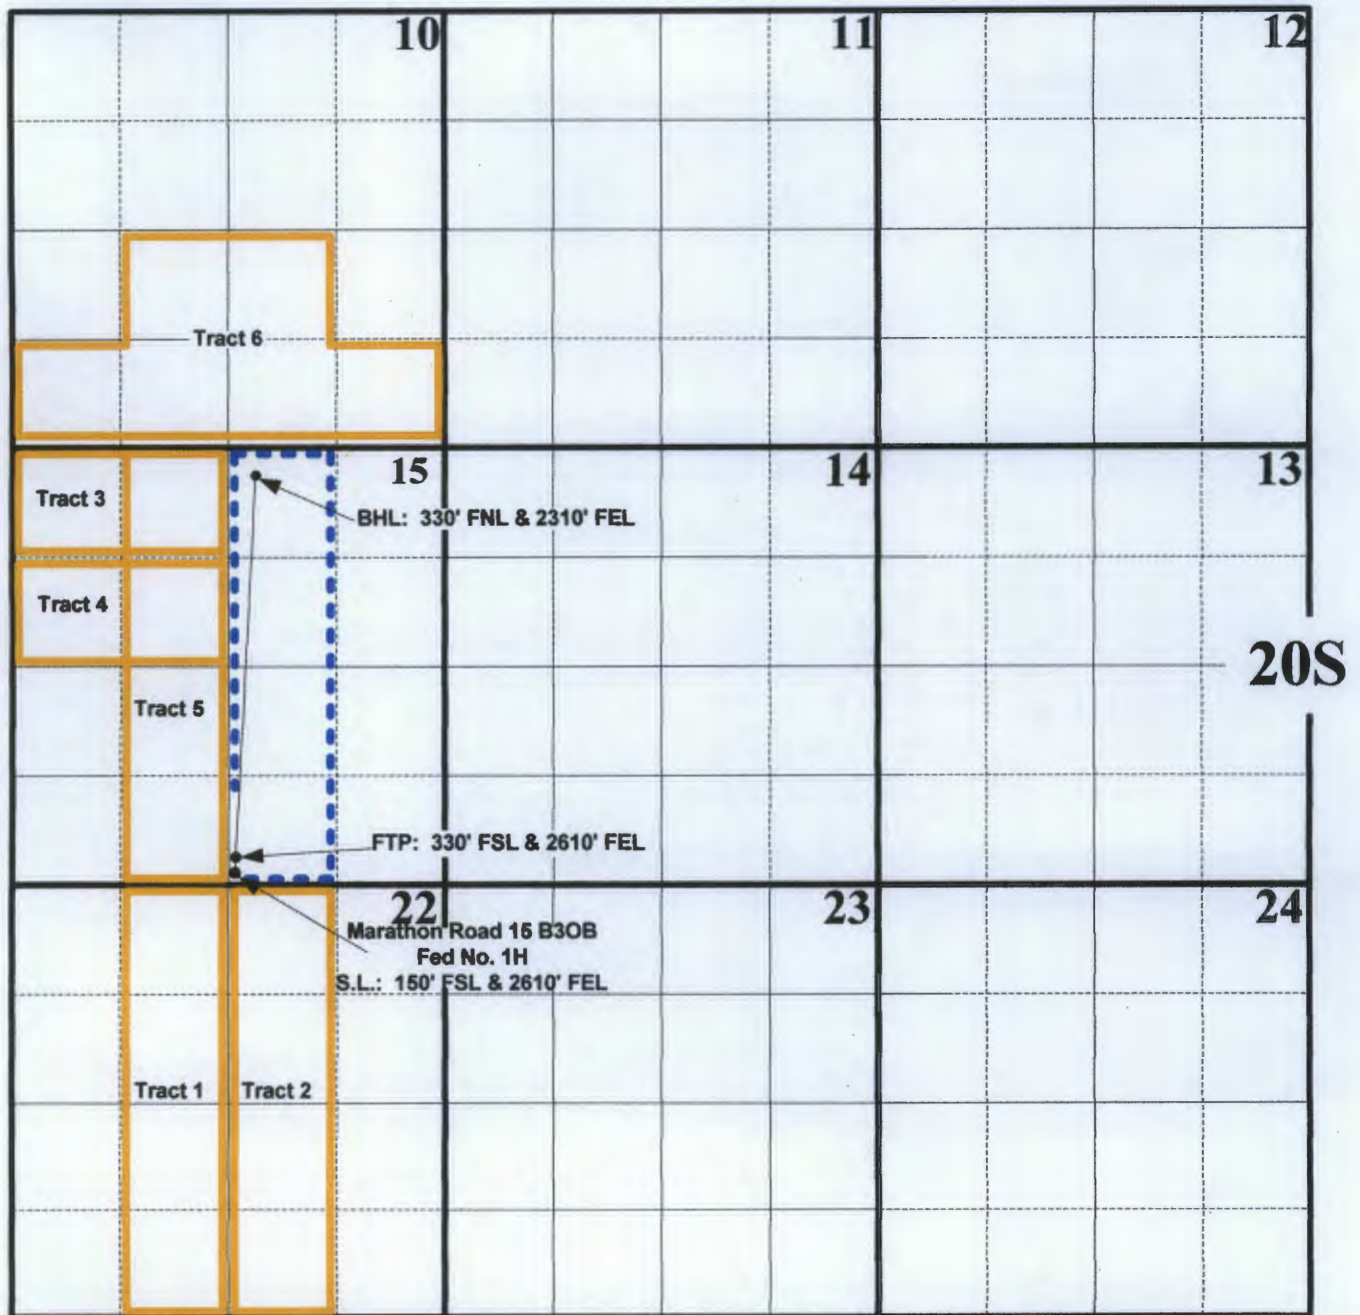 10
11
12
Tract 6
15
14
13
Tract 3
BHL: 330' FNL & 2310' FEL
Tract 4
20S
Tract 5
FTP: 330' FSL & 2610' FEL
22
23
24
Marathon Road 15 B3OB
Fed No. 1H
S.L.: 150' FSL & 2610' FEL
Tract 1
Tract 2